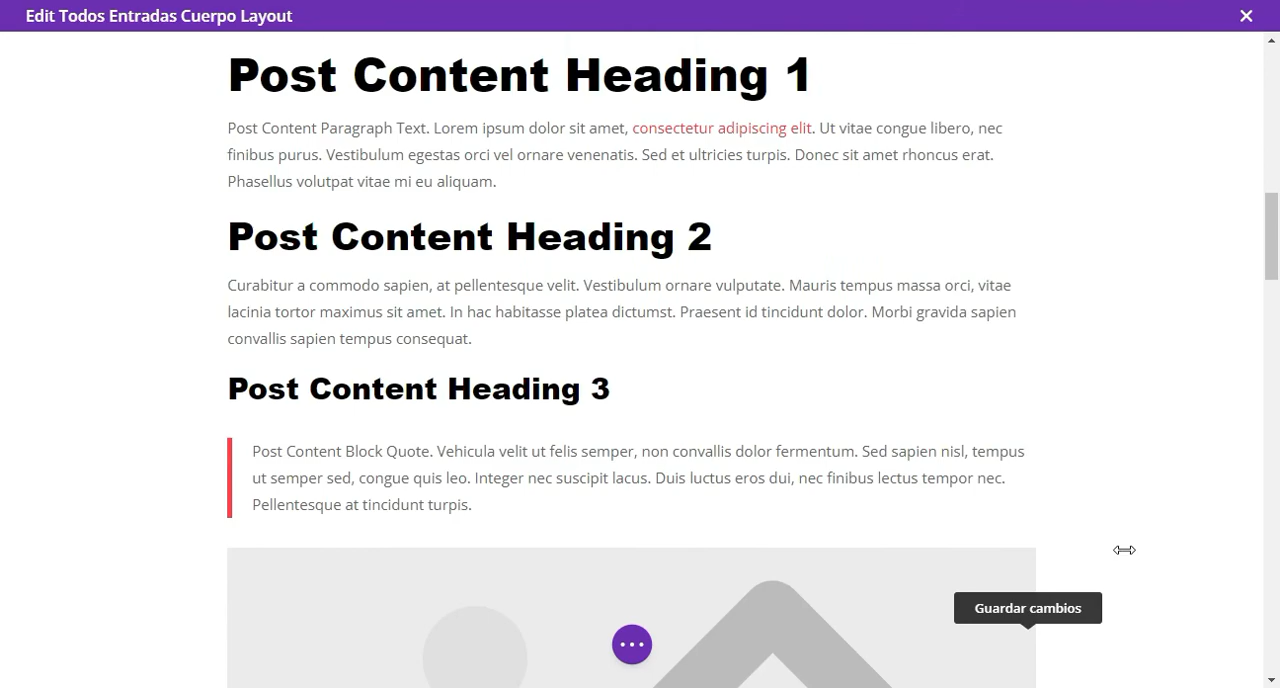 Edit Todos Entradas Cuerpo Layout
Post Content Heading 1
Post Content Paragraph Text. Lorem ipsum dolor sit amet, consectetur adipiscing elit. Ut vitae congue libero, nec
finibus purus. Vestibulum egestas orci vel ornare venenatis. Sed et ultricies turpis. Donec sit amet rhoncus erat.
Phasellus volutpat vitae mi eu aliquam.
Post Content Heading 2
Curabitur a commodo sapien, at pellentesque velit. Vestibulum ornare vulputate. Mauris tempus massa orci, vitae
lacinia tortor maximus sit amet. In hac habitasse platea dictumst. Praesent id tincidunt dolor. Morbi gravida sapien
convallis sapien tempus consequat.
Post Content Heading 3
Post Content Block Quote. Vehicula velit ut felis semper, non convallis dolor fermentum. Sed sapien nisl, tempus
ut semper sed, congue quis leo. Integer nec suscipit lacus. Duis luctus eros dui, nec finibus lectus tempor nec.
Pellentesque at tincidunt turpis.
Guardar cambios